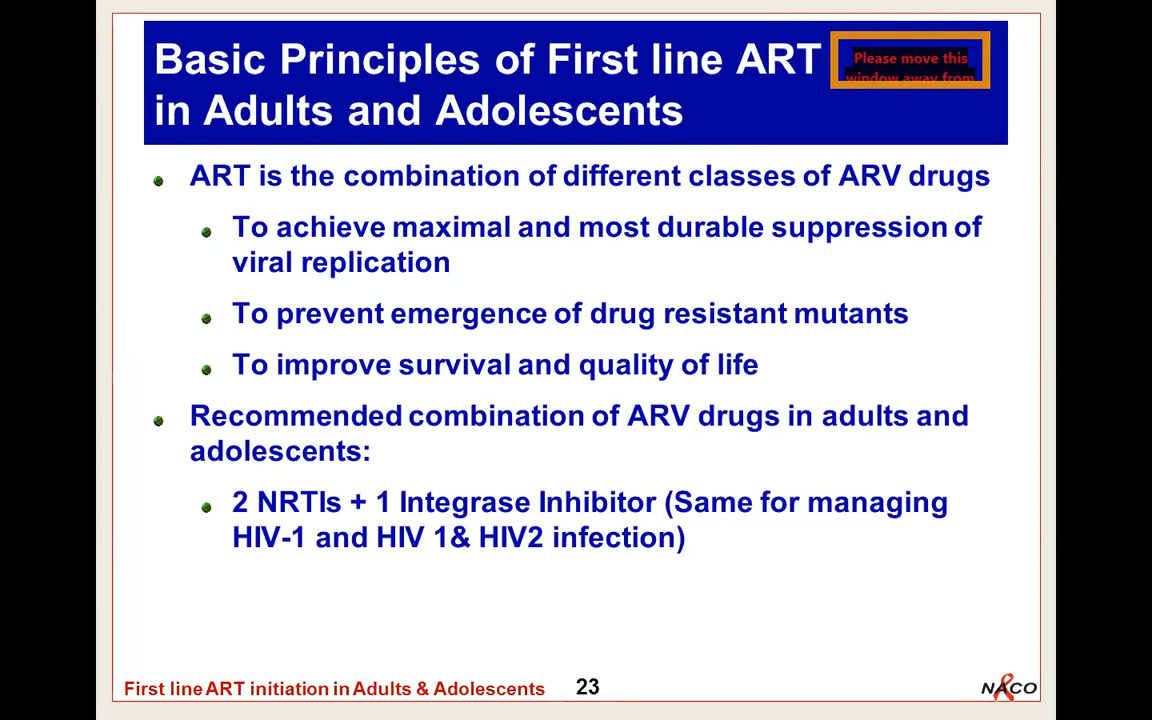 Basic Principles of First line ART
in Adults and Adolescents
Please move this
window away from
ART is the combination of different classes of ARV drugs
To achieve maximal and most durable suppression of
viral replication
To prevent emergence of drug resistant mutants
To improve survival and quality of life
Recommended combination of ARV drugs in adults and
adolescents:
2 NRTIs + 1 Integrase Inhibitor (Same for managing
HIV-1 and HIV 1& HIV2 infection)
First line ART initiation in Adults & Adolescents 23
NACO